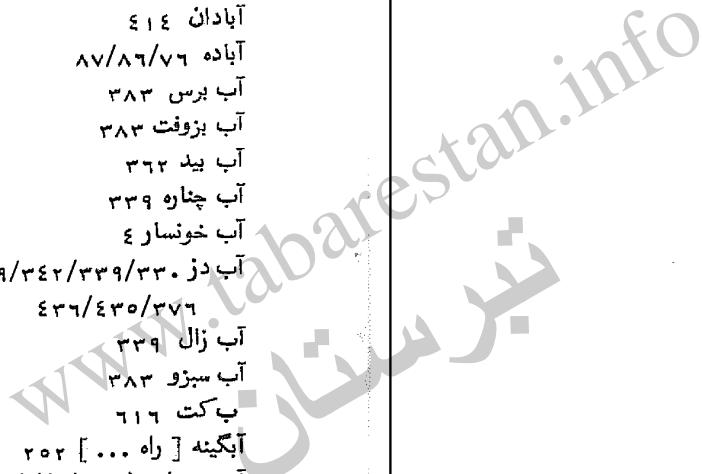 آبادان ٤١٤
آباده ٧٦/٨٦/٨٧
آب برس ٣٨٣
آب بزوفت ٣٨٣
آب بید ٣٦٢
آب چناره ٣٣٩
آب خونسار ٤
آب دز ٣٣٠/٣٣٩/٣٤٢/
٣٧٦/٤٣٥/٤٣٦
آب زال ٣٣٩
آب سبزو ٣٨٣
ب کت ٦١٦
آبگینه [ راه ... ] ٢٥٢
www.tabarestan.info
تبرستان